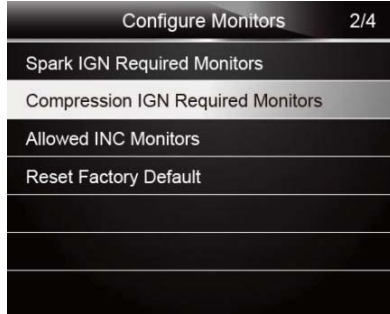 Configure Monitors 2/4
Spark IGN Required Monitors
Compression IGN Required Monitors
Allowed INC Monitors
Reset Factory Default